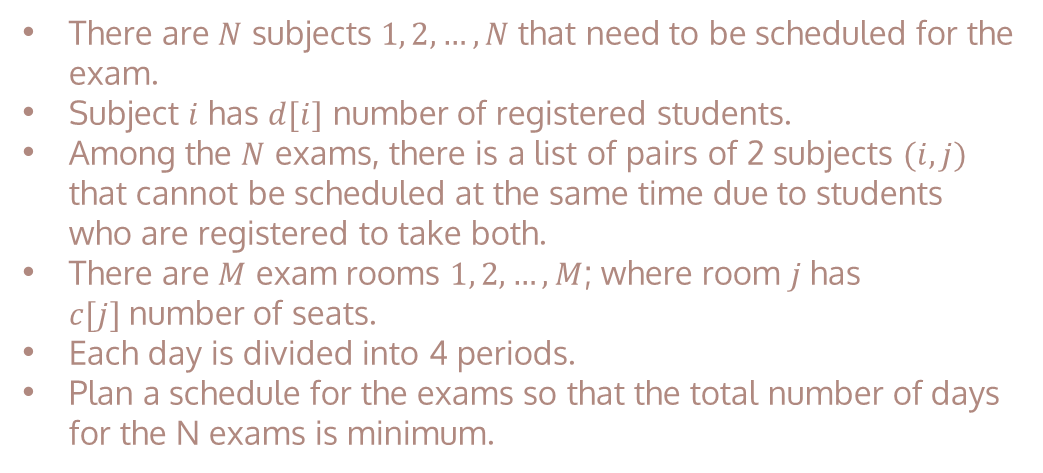 • There are N subjects 1, 2, … , N that need to be scheduled for the
exam.
• Subject i has d[i] number of registered students.
• Among the N exams, there is a list of pairs of 2 subjects (i, j)
that cannot be scheduled at the same time due to students
who are registered to take both.
• There are M exam rooms 1, 2, … , M; where room j has
c[j] number of seats.
• Each day is divided into 4 periods.
• Plan a schedule for the exams so that the total number of days
for the N exams is minimum.